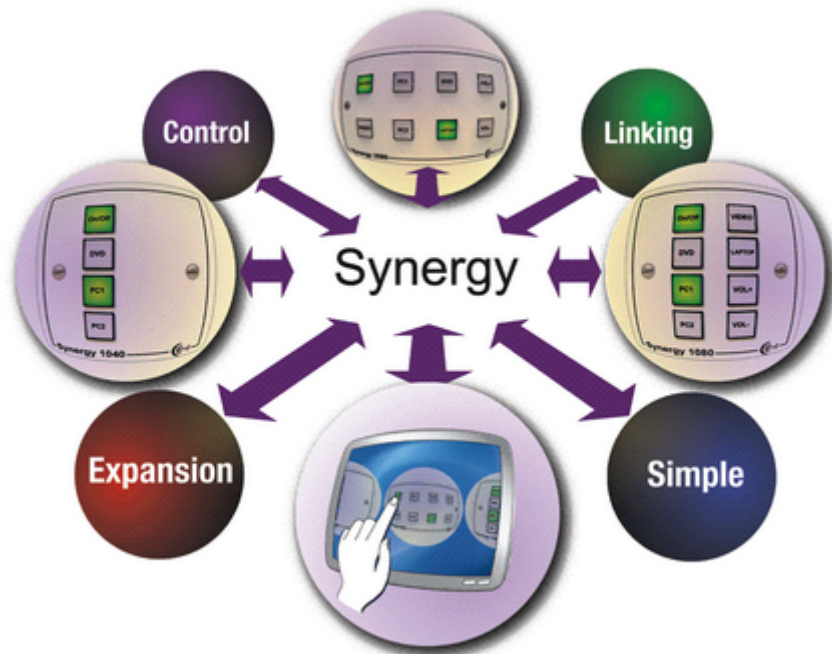 Control
Linking
Synergy
On/Off
DVD
PC1
PC2
Synergy 1040
On/Off
VIDEO
DVD
LAPTOP
PC1
VOL+
PC2
VOL-
Synergy 1080
Expansion
Simple